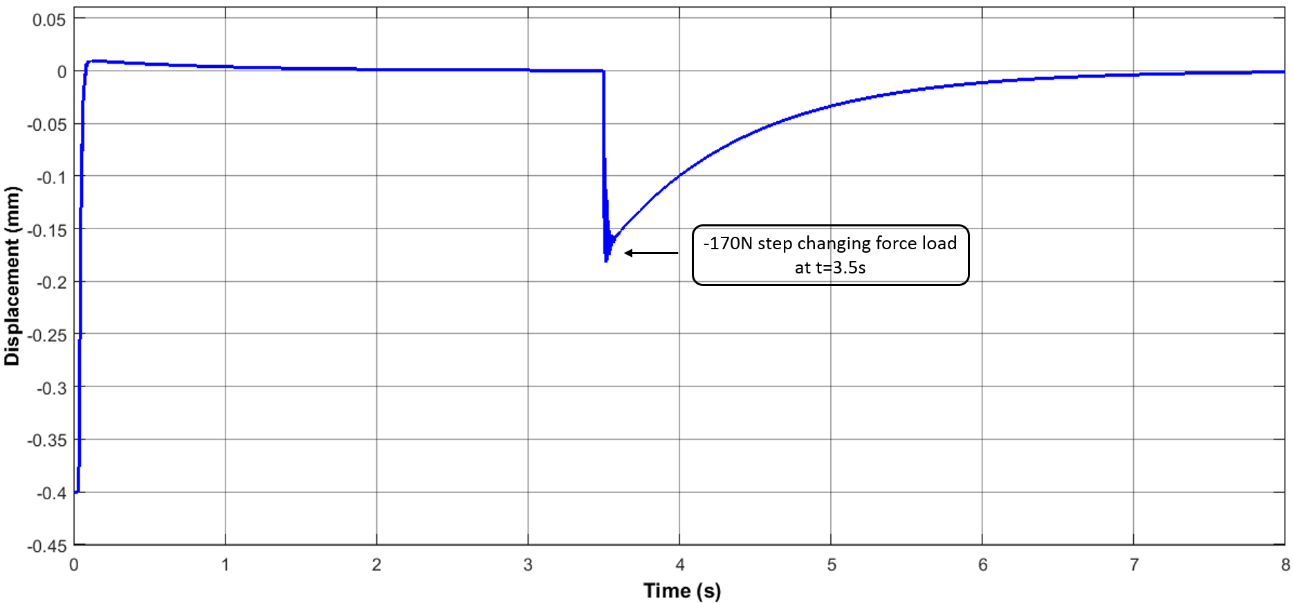 0.05
0
-0.05
-0.1
-0.15
-0.2
-0.25
-0.3
-0.35
-0.4
-0.45
Displacement (mm)
-170N step changing force load
at t=3.5s
0 1 2 3 4 5 6 7 8
Time (s)